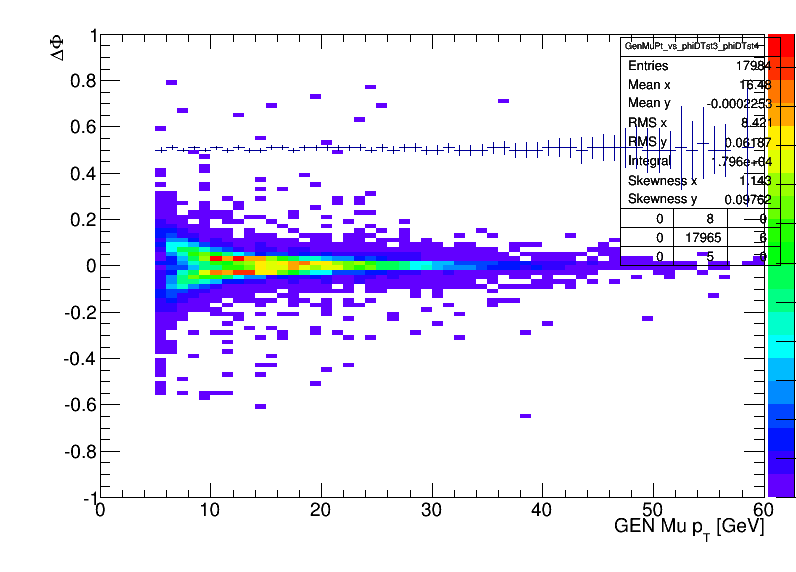 ΔΦ
1
0.8
0.6
0.4
0.2
0
-0.2
-0.4
-0.6
-0.8
-1
0 10 20 30 40 50 60
GEN Mu p_T [GeV]
GenMuPt_vs_phiDTst3_phiDTst4
Entries 17984
Mean x 16.48
Mean y -0.0002253
RMS x 8.421
RMS y 0.06187
Integral 1.796e+04
Skewness x 1.143
Skewness y 0.09762
0 8 0
0 17965 6
0 5 0